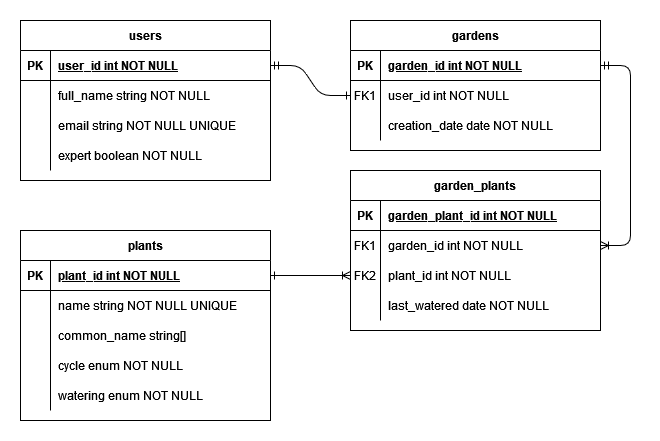 users
PK user_id int NOT NULL
full_name string NOT NULL
email string NOT NULL UNIQUE
expert boolean NOT NULL
gardens
PK garden_id int NOT NULL
FK1 user_id int NOT NULL
creation_date date NOT NULL
garden_plants
PK garden_plant_id int NOT NULL
FK1 garden_id int NOT NULL
FK2 plant_id int NOT NULL
last_watered date NOT NULL
plants
PK plant_id int NOT NULL
name string NOT NULL UNIQUE
common_name string[]
cycle enum NOT NULL
watering enum NOT NULL